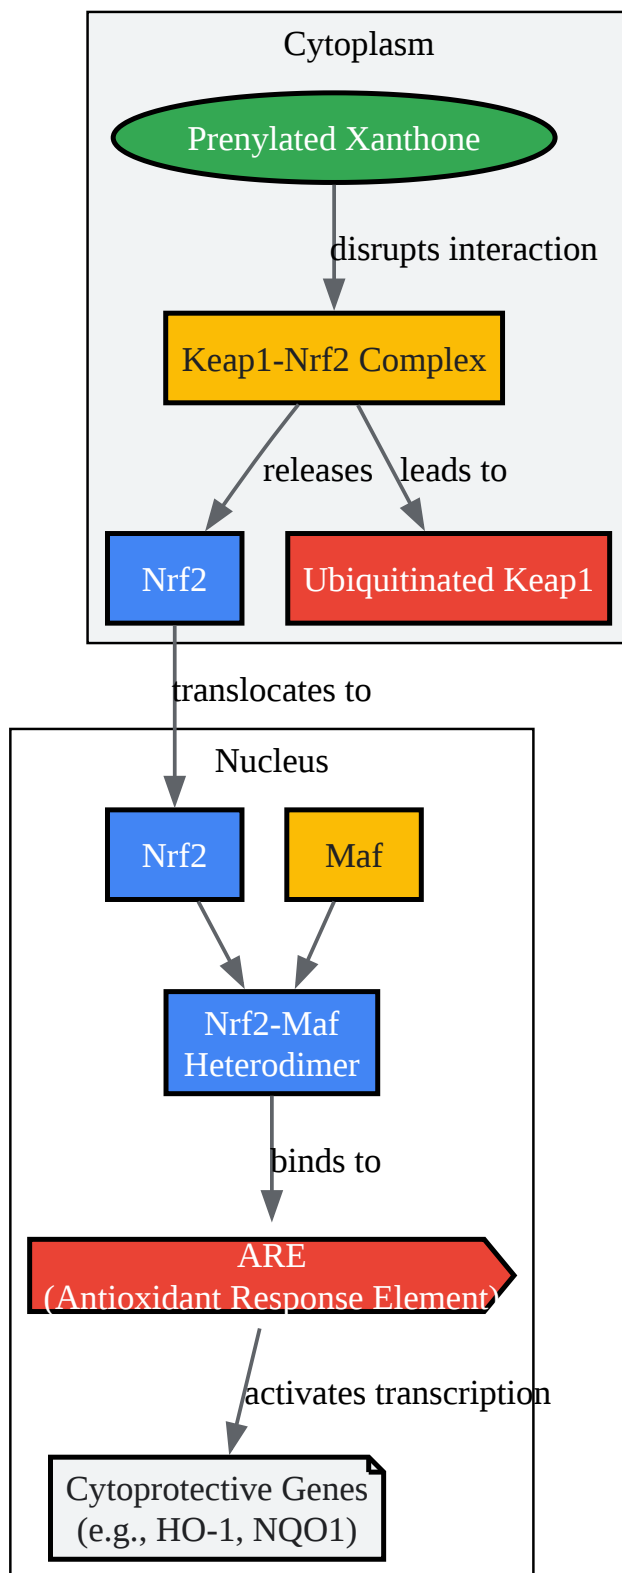 Cytoplasm
Prenylated Xanthone
disrupts interaction
Keap1-Nrf2 Complex
releases
leads to
Nrf2
Ubiquitinated Keap1
translocates to
Nucleus
Nrf2
Maf
Nrf2-Maf
Heterodimer
binds to
ARE
(Antioxidant Response Element)
activates transcription
Cytoprotective Genes
(e.g., HO-1, NQO1)